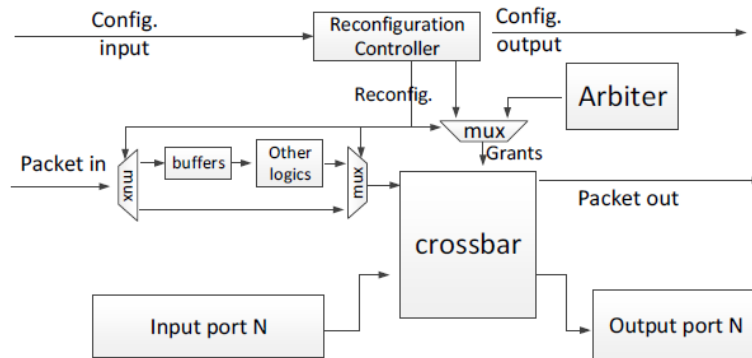 Config.
input
Reconfiguration
Controller
Config.
output
Reconfig.
Arbiter
mux
Grants
Packet in
mux
buffers
Other
logics
mux
Packet out
crossbar
Input port N
Output port N